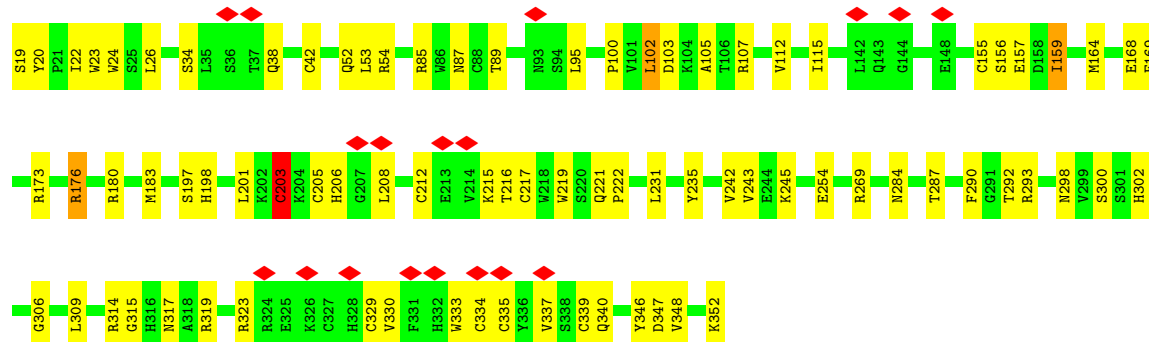 S19 Y20 P21 I22 W23 W24 S25 L26 S34 L35 S36 T37 Q38 C42 Q52 L53 R54 R85 W86 N87 C88 T89 N93 S94 L95 P100 V101 L102 D103 K104 A105 T106 R107 V112 I115 L142 Q143 G144 E148 C155 S156 E157 D158 I159 M164 E168
R173 R176 R180 M183 S197 H198 L201 K202 C203 K204 C205 H206 G207 L208 C212 E213 V214 K215 T216 C217 W218 W219 S220 Q221 P222 L231 Y235 V242 V243 E244 K245 E254 R269 N284 T287 F290 G291 T292 R293 N298 V299 S300 S301 H302
G306 L309 R314 G315 H316 N317 A318 R319 R323 R324 E325 K326 C327 H328 C329 V330 F331 H332 W333 C334 C335 Y336 V337 S338 C339 Q340 Y346 D347 V348 K352